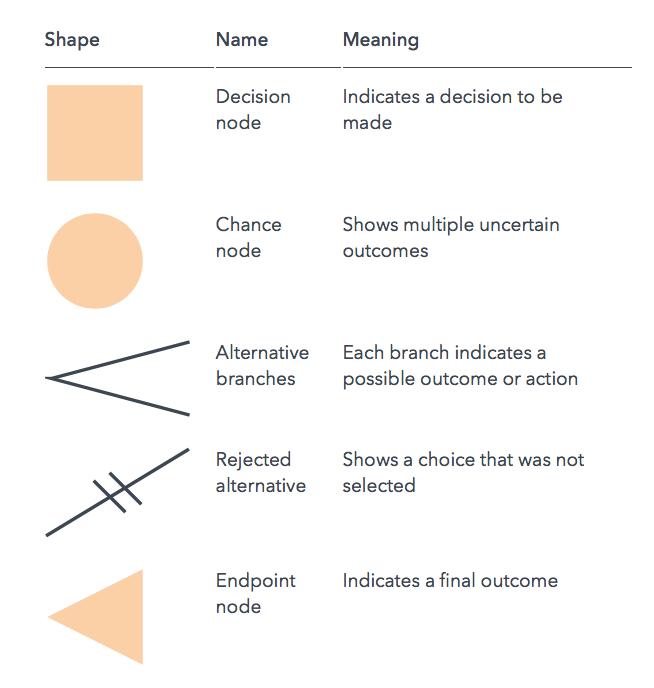 Shape Name Meaning
Decision Indicates a decision to be
node made
Chance Shows multiple uncertain
node outcomes
Alternative Each branch indicates a
branches possible outcome or action
Rejected Shows a choice that was not
alternative selected
Endpoint Indicates a final outcome
node